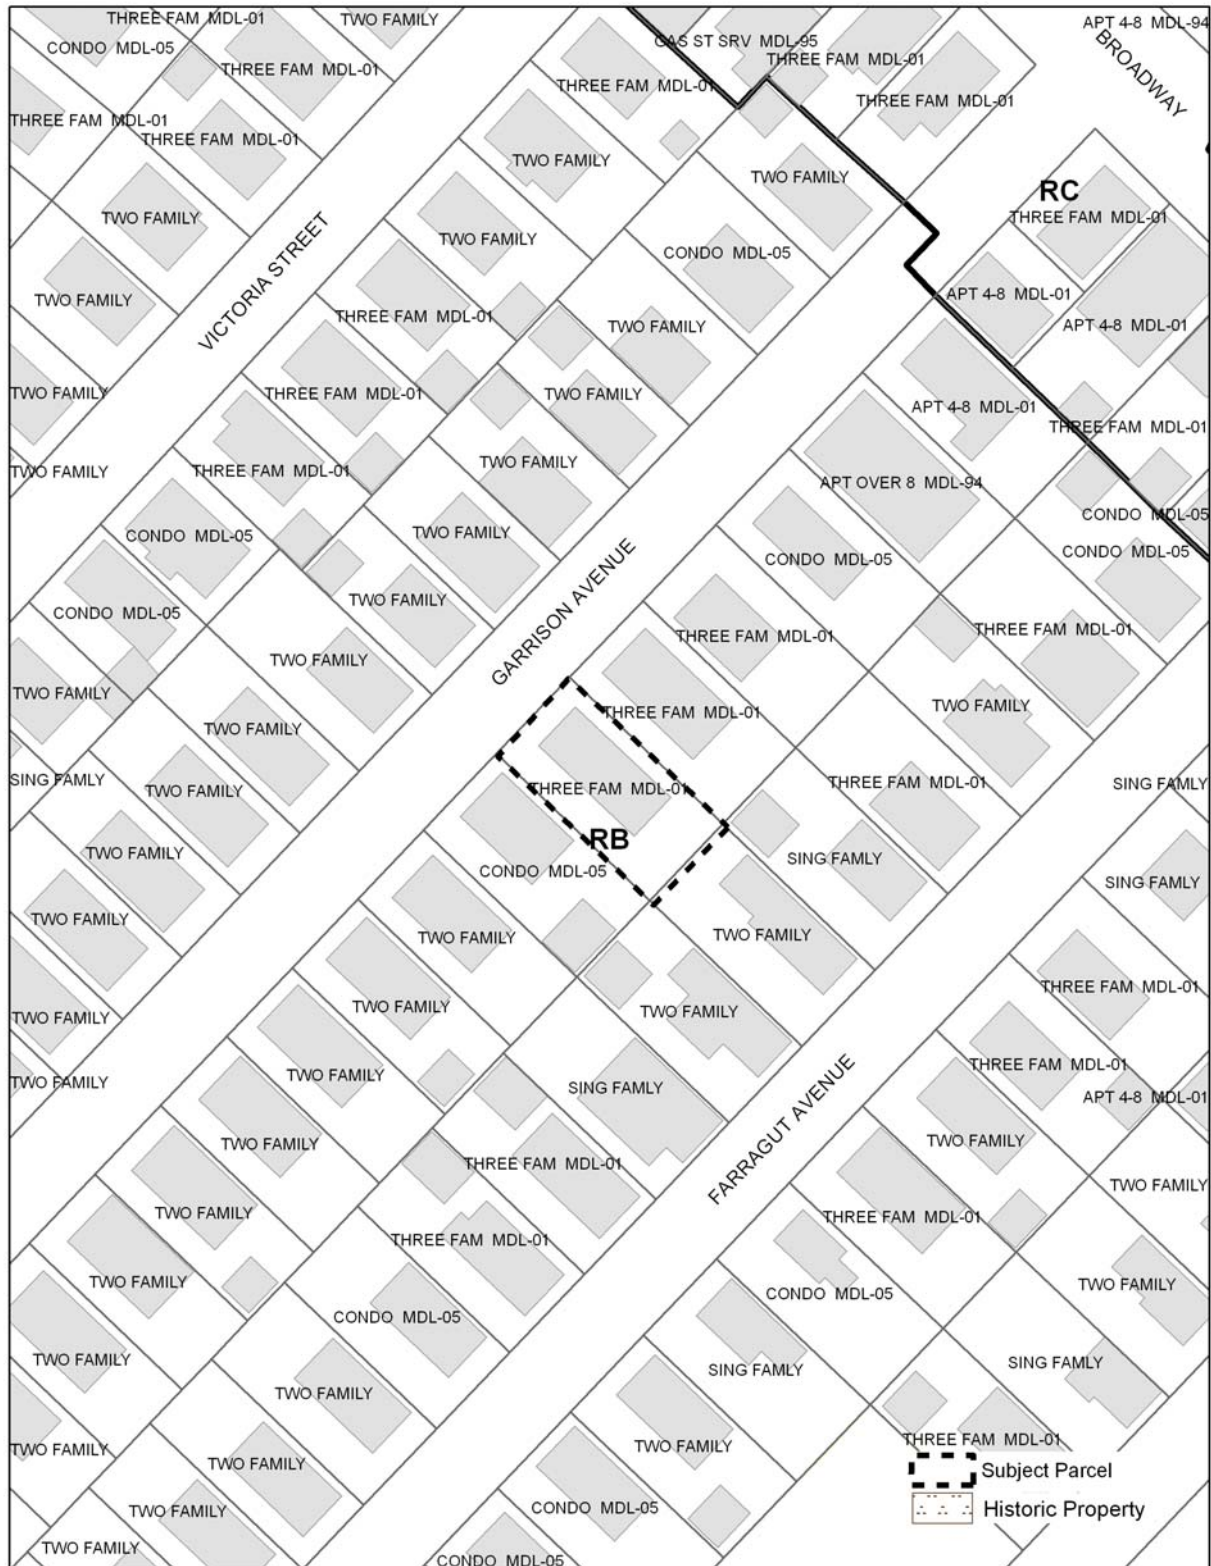 THREE FAM MDL-01
TWO FAMILY
APT 4-8 MDL-94
CONDO MDL-05
GAS ST SRV MDL-95
BROADWAY
THREE FAM MDL-01
THREE FAM MDL-01
THREE FAM MDL-01
THREE FAM MDL-01
THREE FAM MDL-01
THREE FAM MDL-01
TWO FAMILY
TWO FAMILY
RC
TWO FAMILY
THREE FAM MDL-01
VICTORIA STREET
TWO FAMILY
CONDO MDL-05
TWO FAMILY
APT 4-8 MDL-01
THREE FAM MDL-01
TWO FAMILY
APT 4-8 MDL-01
TWO FAMILY
THREE FAM MDL-01
TWO FAMILY
APT 4-8 MDL-01
THREE FAM MDL-01
TWO FAMILY
TWO FAMILY
THREE FAM MDL-01
APT OVER 8 MDL-94
CONDO MDL-05
CONDO MDL-05
TWO FAMILY
GARRISON AVENUE
CONDO MDL-05
CONDO MDL-05
TWO FAMILY
CONDO MDL-05
THREE FAM MDL-01
THREE FAM MDL-01
TWO FAMILY
TWO FAMILY
THREE FAM MDL-01
TWO FAMILY
TWO FAMILY
SING FAMLY
TWO FAMILY
THREE FAM MDL-01
THREE FAM MDL-01
SING FAMLY
RB
TWO FAMILY
SING FAMLY
CONDO MDL-05
SING FAMLY
TWO FAMILY
TWO FAMILY
TWO FAMILY
THREE FAM MDL-01
TWO FAMILY
TWO FAMILY
TWO FAMILY
THREE FAM MDL-01
TWO FAMILY
TWO FAMILY
SING FAMLY
FARRAGUT AVENUE
APT 4-8 MDL-01
TWO FAMILY
TWO FAMILY
THREE FAM MDL-01
TWO FAMILY
TWO FAMILY
THREE FAM MDL-01
THREE FAM MDL-01
TWO FAMILY
TWO FAMILY
CONDO MDL-05
CONDO MDL-05
TWO FAMILY
SING FAMLY
SING FAMLY
TWO FAMILY
THREE FAM MDL-01
TWO FAMILY
TWO FAMILY
TWO FAMILY
Subject Parcel
TWO FAMILY
CONDO MDL-05
Historic Property
TWO FAMILY
CONDO MDL-05